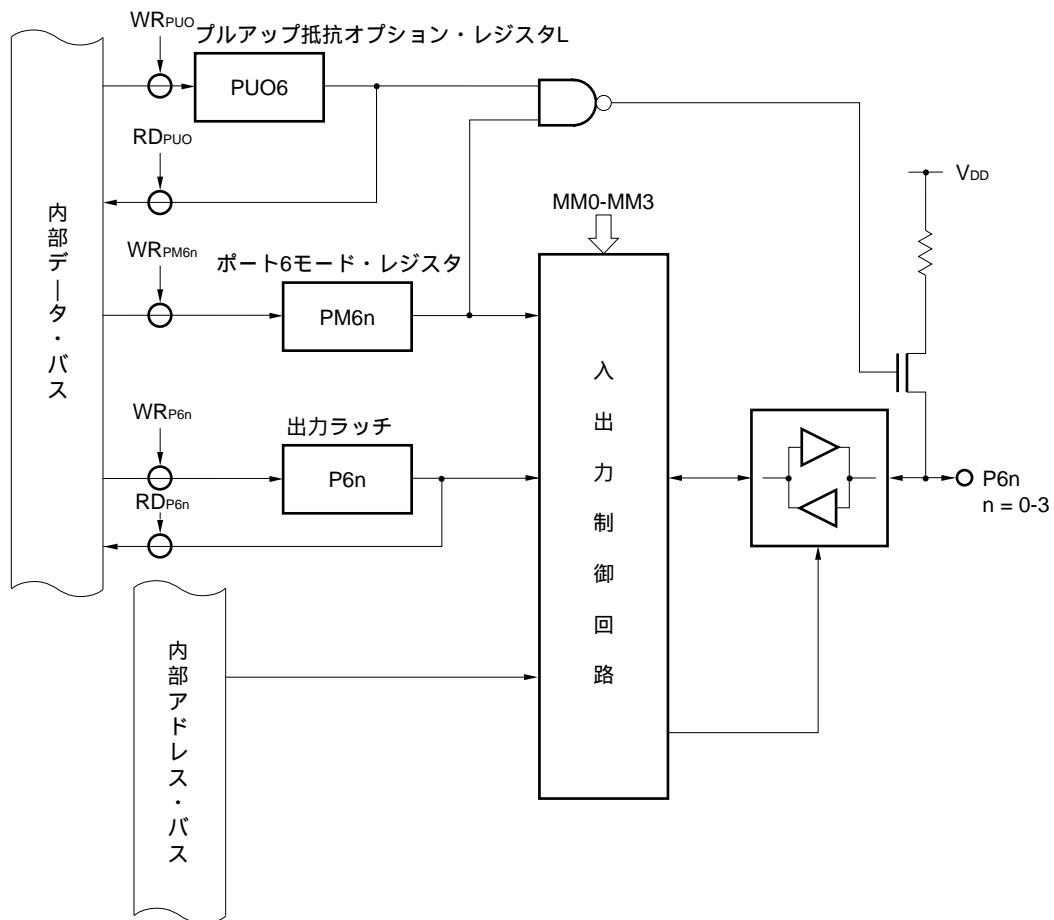 WRPUO
プルアップ抵抗オプション・レジスタL
PUO6
RDPUO
VDD
MM0-MM3
内部データ・バス
WRPM6n
ポート6モード・レジスタ
PM6n
入出力制御回路
WRP6n
出力ラッチ
P6n
RDP6n
P6n
n = 0-3
内部アドレス・バス